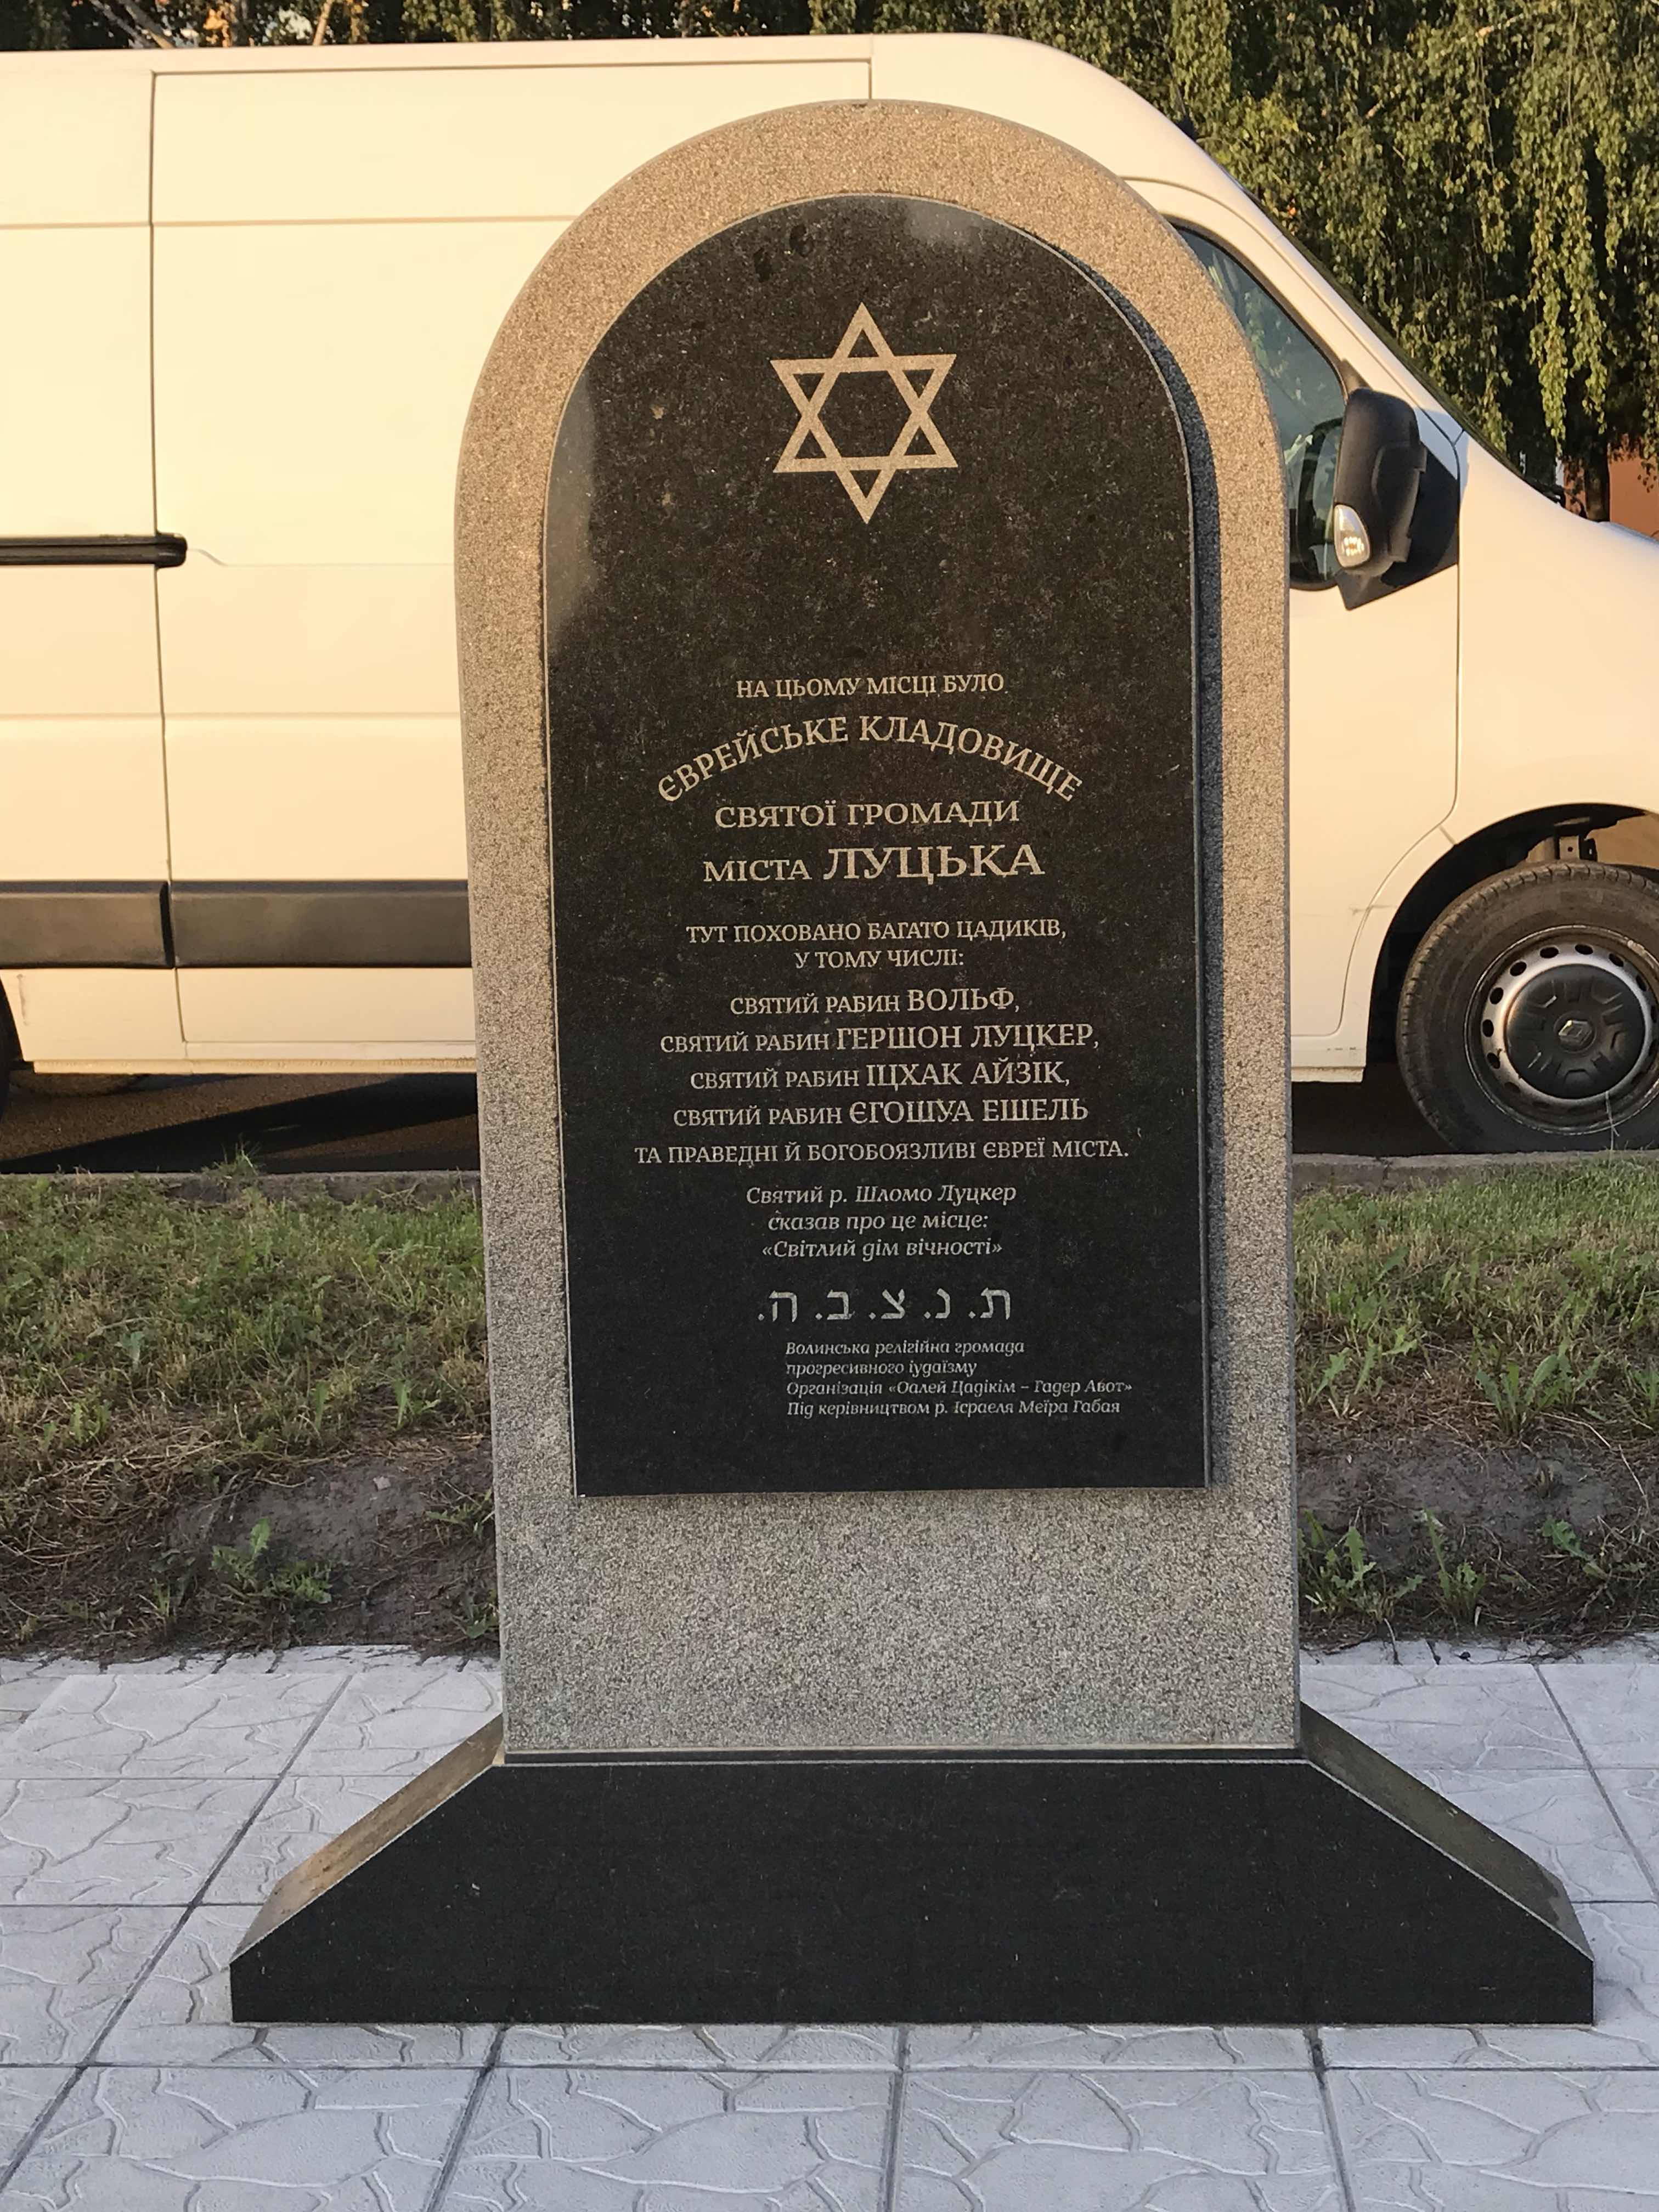 НА ЦЬОМУ МІСЦІ БУЛО
ЄВРЕЙСЬКЕ КЛАДОВИЩЕ
СВЯТОЇ ГРОМАДИ
МІСТА ЛУЦЬКА
ТУТ ПОХОВАНО БАГАТО ЦАДИКІВ,
У ТОМУ ЧИСЛІ:
СВЯТИЙ РАБИН ВОЛЬФ,
СВЯТИЙ РАБИН ГЕРШОН ЛУЦКЕР,
СВЯТИЙ РАБИН ІЦХАК АЙЗІК,
СВЯТИЙ РАБИН ЄГОШУА ЕШЕЛЬ
ТА ПРАВЕДНІ Й БОГОБОЯЗЛИВІ ЄВРЕЇ МІСТА.
Святий р. Шломо Луцкер
сказав про це місце:
«Світлий дім вічності»
ת. נ. צ. ב. ה.
Волинська релігійна громада
прогресивного іудаїзму
Організація «Оалей Цадікім – Гадер Авот»
Під керівництвом р. Ісраеля Меїра Габая